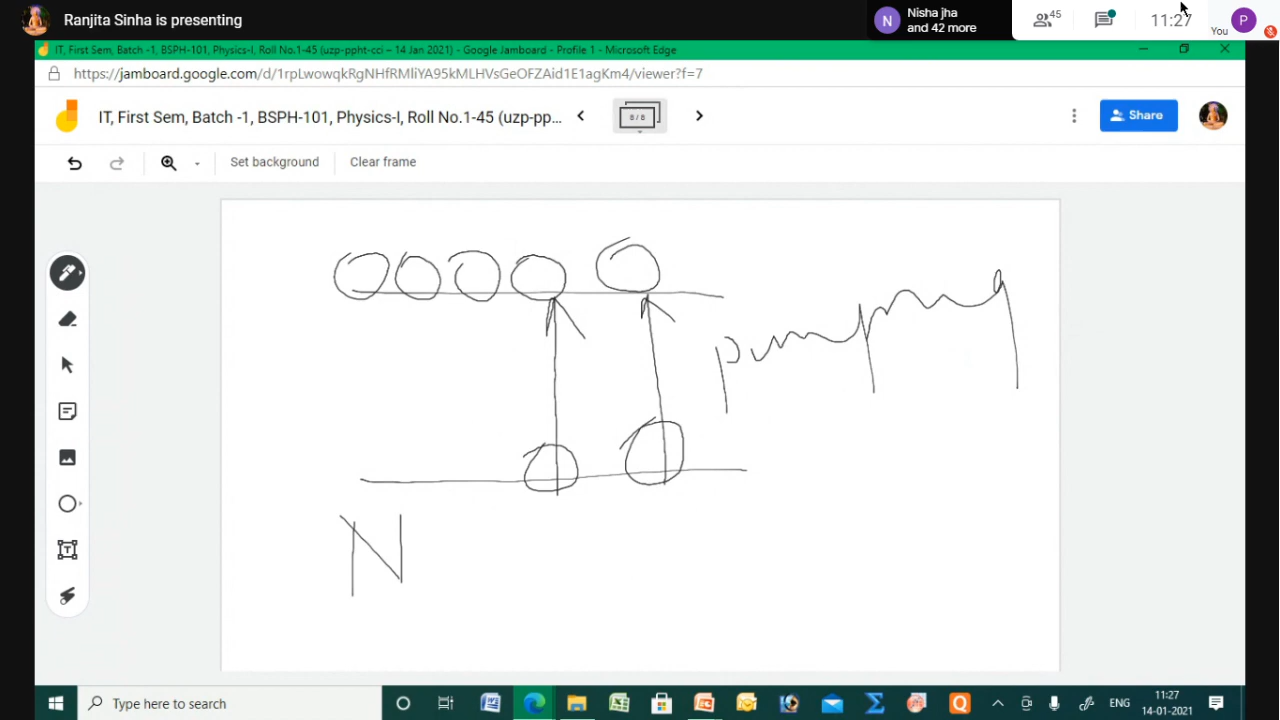 Ranjita Sinha is presenting
N
Nisha jha
and 42 more
45
11:27
You
P
IT, First Sem, Batch -1, BSPH-101, Physics-I, Roll No.1-45 (uzp-ppht-cci – 14 Jan 2021) - Google Jamboard - Profile 1 - Microsoft Edge
https://jamboard.google.com/d/1rpLwowqkRgNHfRMliYA95kMLHVsGeOFZAid1E1agKm4/viewer?f=7
IT, First Sem, Batch -1, BSPH-101, Physics-I, Roll No.1-45 (uzp-pp...
8 / 8
Share
Set background
Clear frame
pumping
N
Type here to search
ENG
11:27
14-01-2021